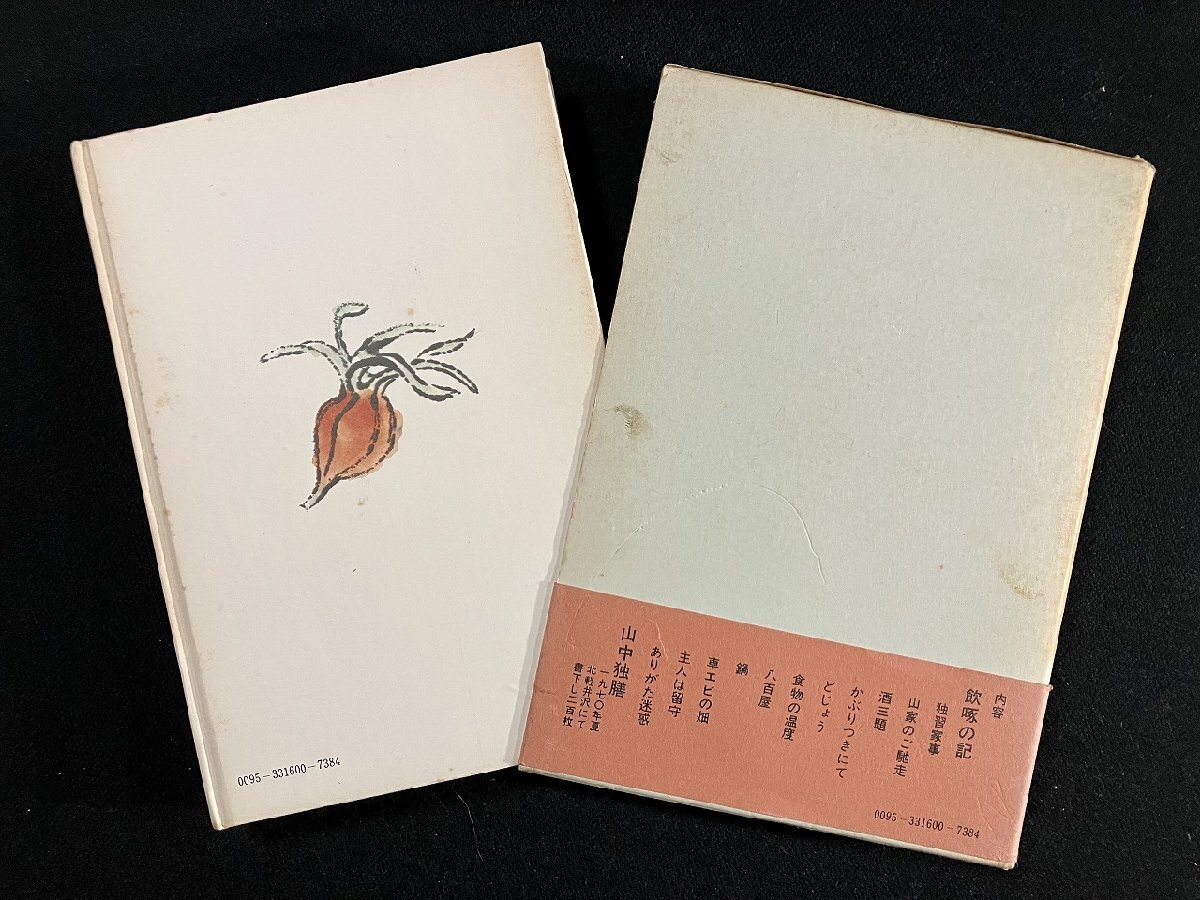 0095-331600-7384
内容
飲啄の記
独習家事
山家のご馳走
酒三題
かぶりつきにて
どじょう
食物の温度
八百屋
鍋
車エビの畑
主人は留守
ありがた迷惑
山中独膳
一九七〇年夏
北軽井沢にて
書下し二百枚
0095-331600-7384